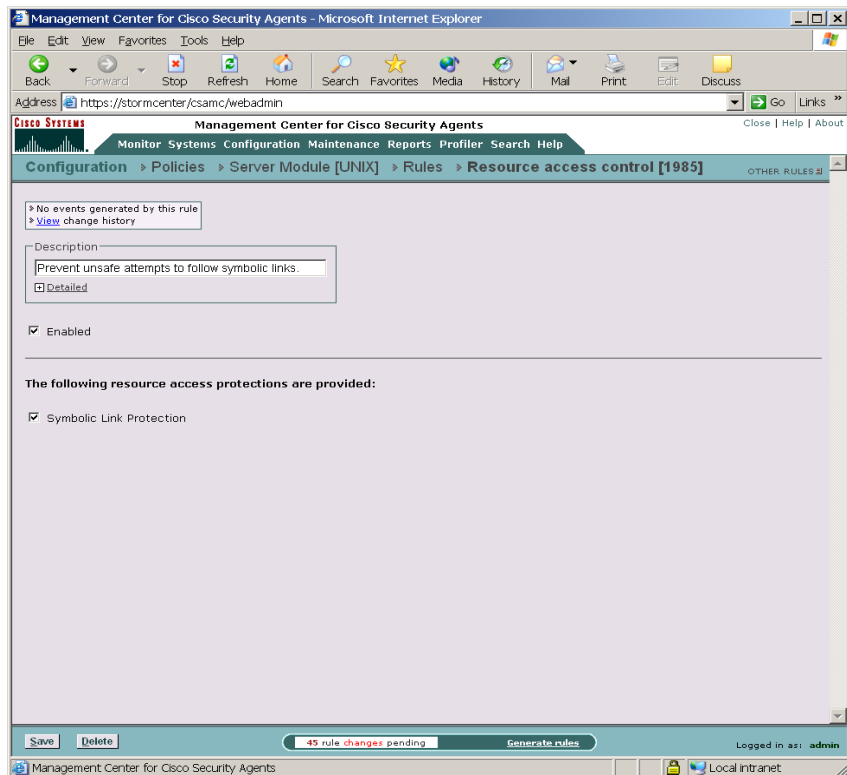 Management Center for Cisco Security Agents - Microsoft Internet Explorer
File Edit View Favorites Tools Help
Back Forward Stop Refresh Home Search Favorites Media History Mail Print Edit Discuss
Address https://stormcenter/csamc/webadmin Go Links »
CISCO SYSTEMS Management Center for Cisco Security Agents Close | Help | About
Monitor Systems Configuration Maintenance Reports Profiler Search Help
Configuration > Policies > Server Module [UNIX] > Rules > Resource access control [1985] OTHER RULES
No events generated by this rule
View change history
Description
Prevent unsafe attempts to follow symbolic links.
Detailed
Enabled
The following resource access protections are provided:
Symbolic Link Protection
Save Delete 45 rule changes pending Generate rules Logged in as: admin
Management Center for Cisco Security Agents Local intranet